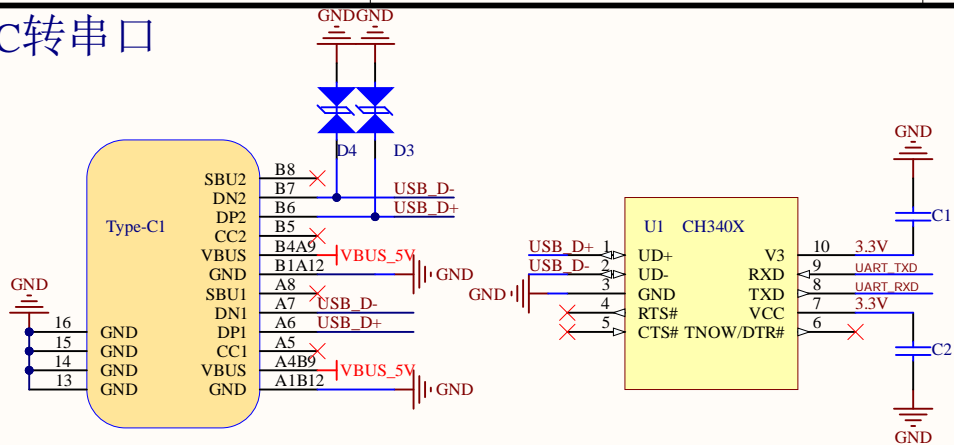 GND GND
C转串口
D4 D3
GND
SBU2 B8
DN2 B7 USB_D-
DP2 B6 USB_D+
Type-C1
CC2 B5
VBUS B4A9 VBUS_5V
GND B1A12 GND
SBU1 A8
DN1 A7 USB_D-
DP1 A6 USB_D+
CC1 A5
VBUS A4B9 VBUS_5V
GND A1B12 GND
GND
16 GND
15 GND
14 GND
13 GND
U1 CH340X
USB_D+ 1 UD+ V3 10 3.3V C1
USB_D- 2 UD- RXD 9 UART_TXD
GND 3 GND TXD 8 UART_RXD
4 RTS# VCC 7 3.3V
5 CTS# TNOW/DTR# 6
C2
GND